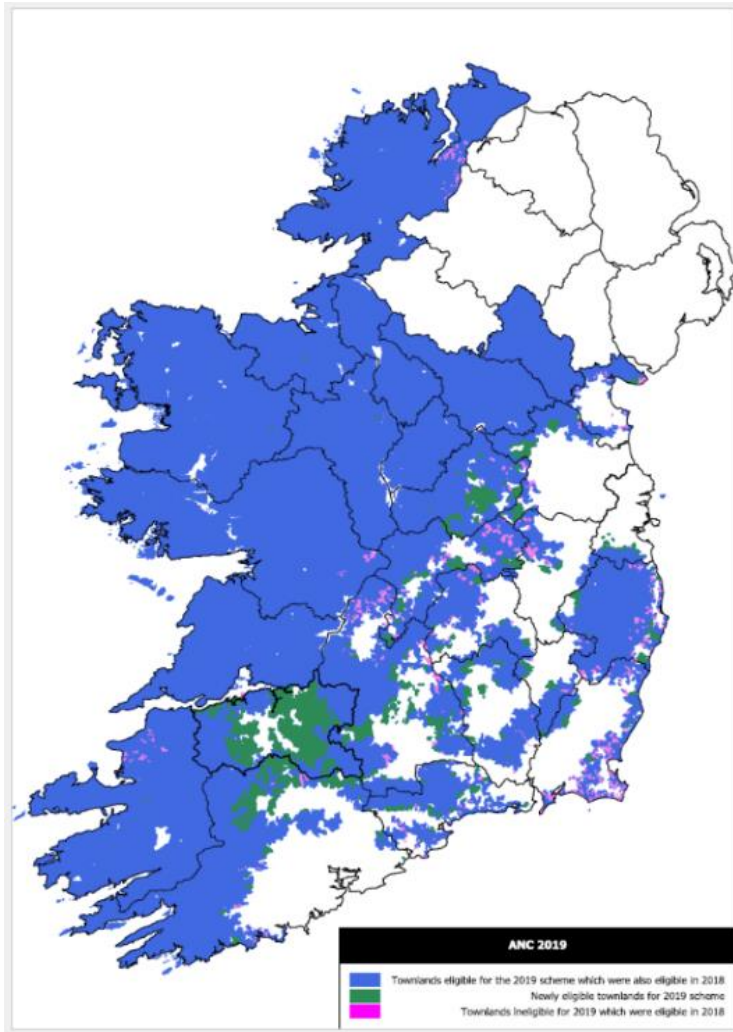 ANC 2019
Townlands eligible for the 2019 scheme which were also eligible in 2018
Newly eligible townlands for 2019 scheme
Townlands ineligible for 2019 which were eligible in 2018